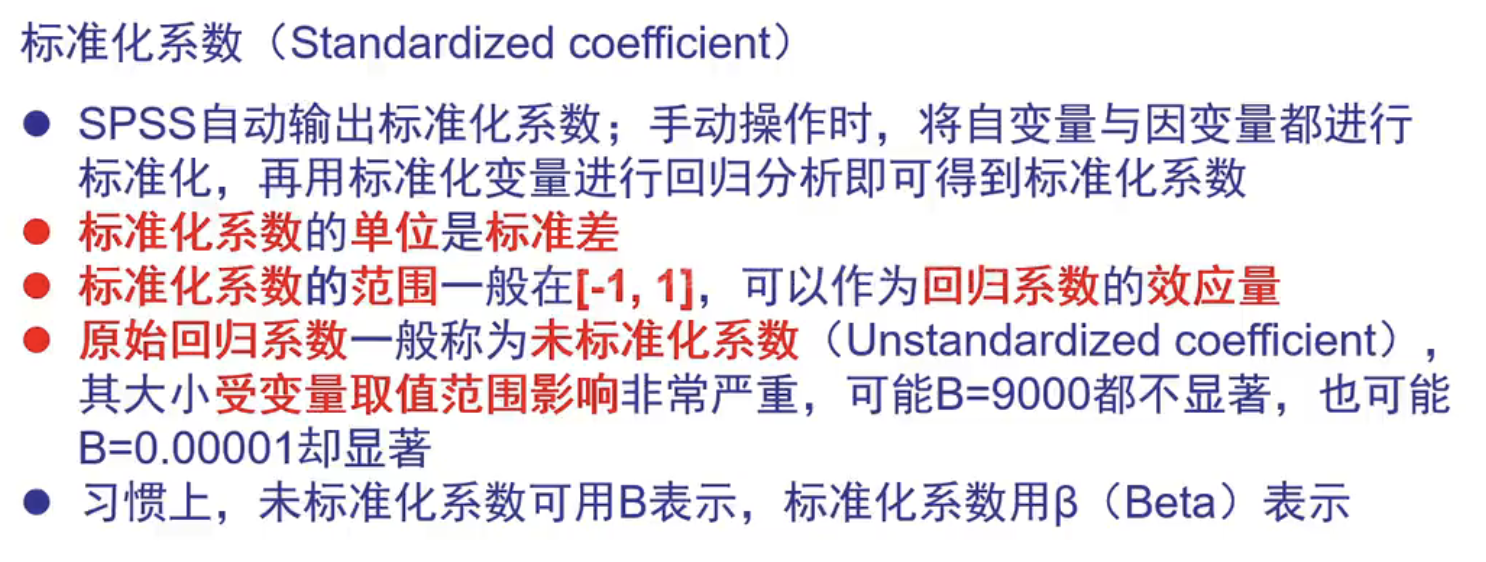 标准化系数（Standardized coefficient）
● SPSS自动输出标准化系数；手动操作时，将自变量与因变量都进行
标准化，再用标准化变量进行回归分析即可得到标准化系数
● 标准化系数的单位是标准差
● 标准化系数的范围一般在[-1, 1]，可以作为回归系数的效应量
● 原始回归系数一般称为未标准化系数（Unstandardized coefficient），
其大小受变量取值范围影响非常严重，可能B=9000都不显著，也可能
B=0.00001却显著
● 习惯上，未标准化系数可用B表示，标准化系数用β（Beta）表示